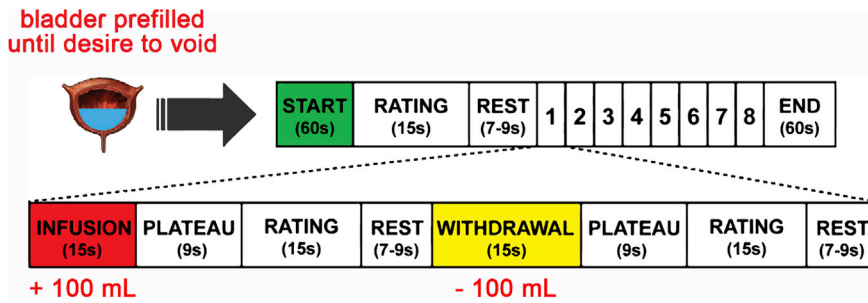 bladder prefilled
until desire to void
START RATING REST 1 2 3 4 5 6 7 8 END
(60s) (15s) (7-9s) (60s)
INFUSION PLATEAU RATING REST WITHDRAWAL PLATEAU RATING REST
(15s) (9s) (15s) (7-9s) (15s) (9s) (15s) (7-9s)
+ 100 mL - 100 mL